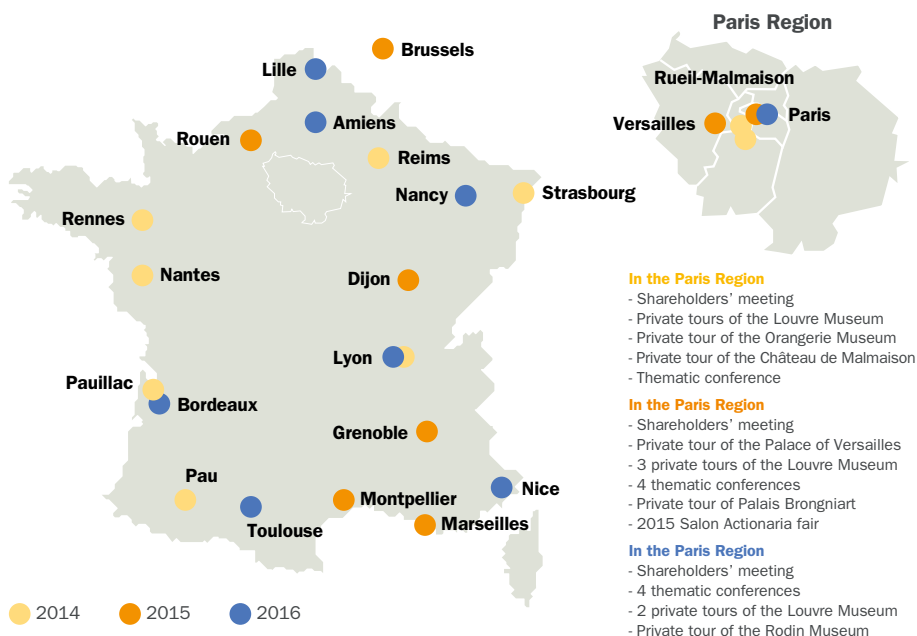 Paris Region
Brussels
Lille
Rueil-Malmaison
Amiens
Versailles
Paris
Rouen
Reims
Nancy
Strasbourg
Rennes
Nantes
Dijon
In the Paris Region
- Shareholders’ meeting
- Private tours of the Louvre Museum
- Private tour of the Orangerie Museum
- Private tour of the Château de Malmaison
- Thematic conference
Lyon
Pauillac
Bordeaux
In the Paris Region
- Shareholders’ meeting
- Private tour of the Palace of Versailles
- 3 private tours of the Louvre Museum
- 4 thematic conferences
- Private tour of Palais Brongniart
- 2015 Salon Actionaria fair
Grenoble
Pau
Montpellier
Nice
Toulouse
Marseilles
In the Paris Region
- Shareholders’ meeting
- 4 thematic conferences
- 2 private tours of the Louvre Museum
- Private tour of the Rodin Museum
2014 2015 2016